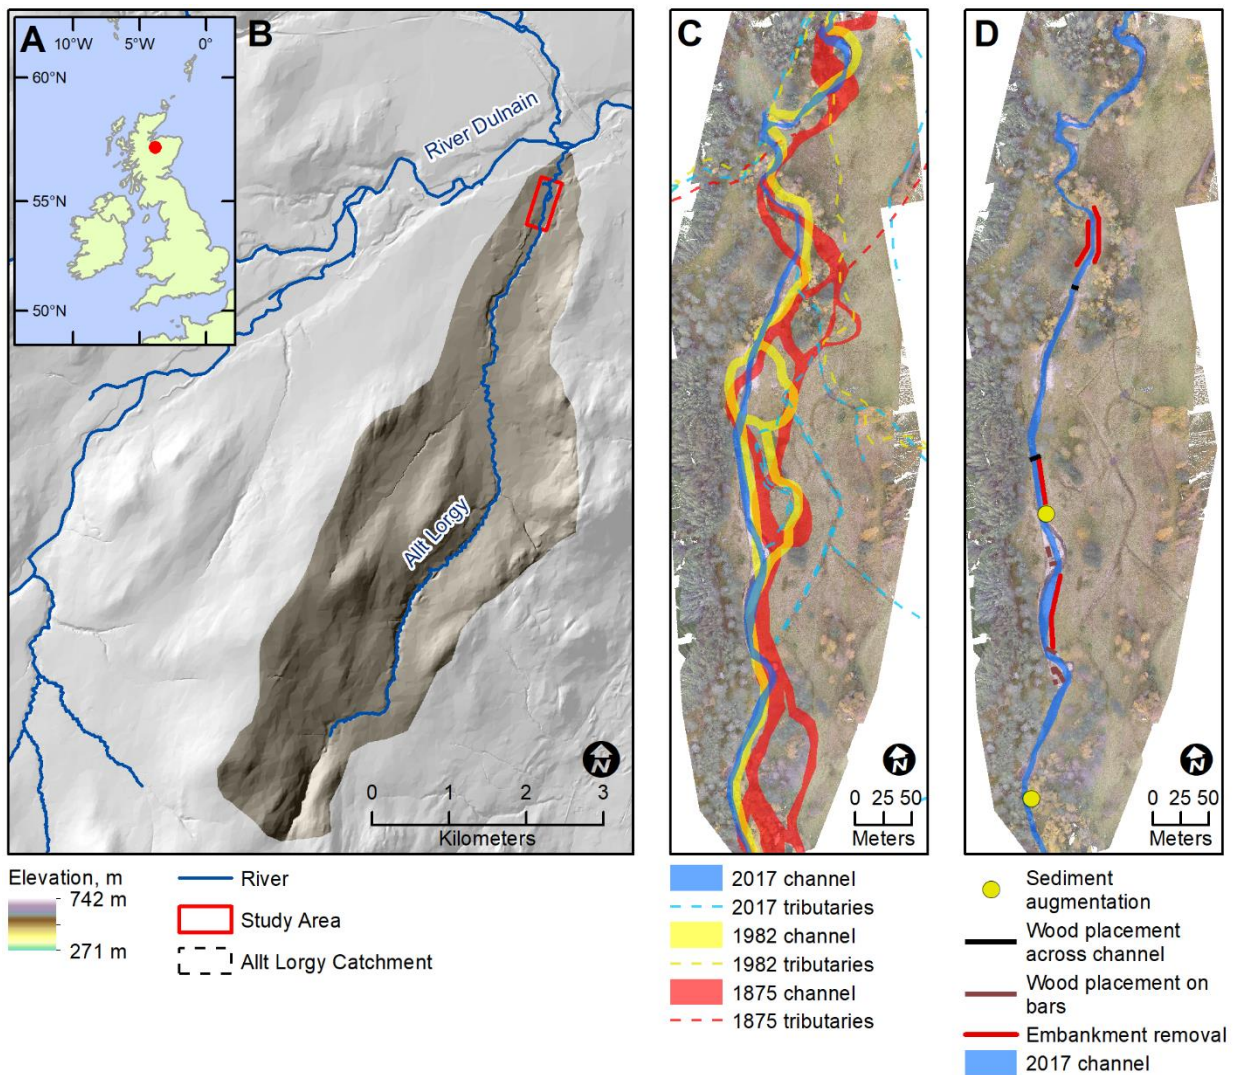 A
10°W
5°W
0°
60°N
55°N
50°N
B
River Dulnain
Allt Lorgy
N
0
1
2
3
Kilometers
C
N
0 25 50
Meters
D
N
0 25 50
Meters
Elevation, m
742 m
271 m
River
Study Area
Allt Lorgy Catchment
2017 channel
2017 tributaries
1982 channel
1982 tributaries
1875 channel
1875 tributaries
Sediment
augmentation
Wood placement
across channel
Wood placement on
bars
Embankment removal
2017 channel